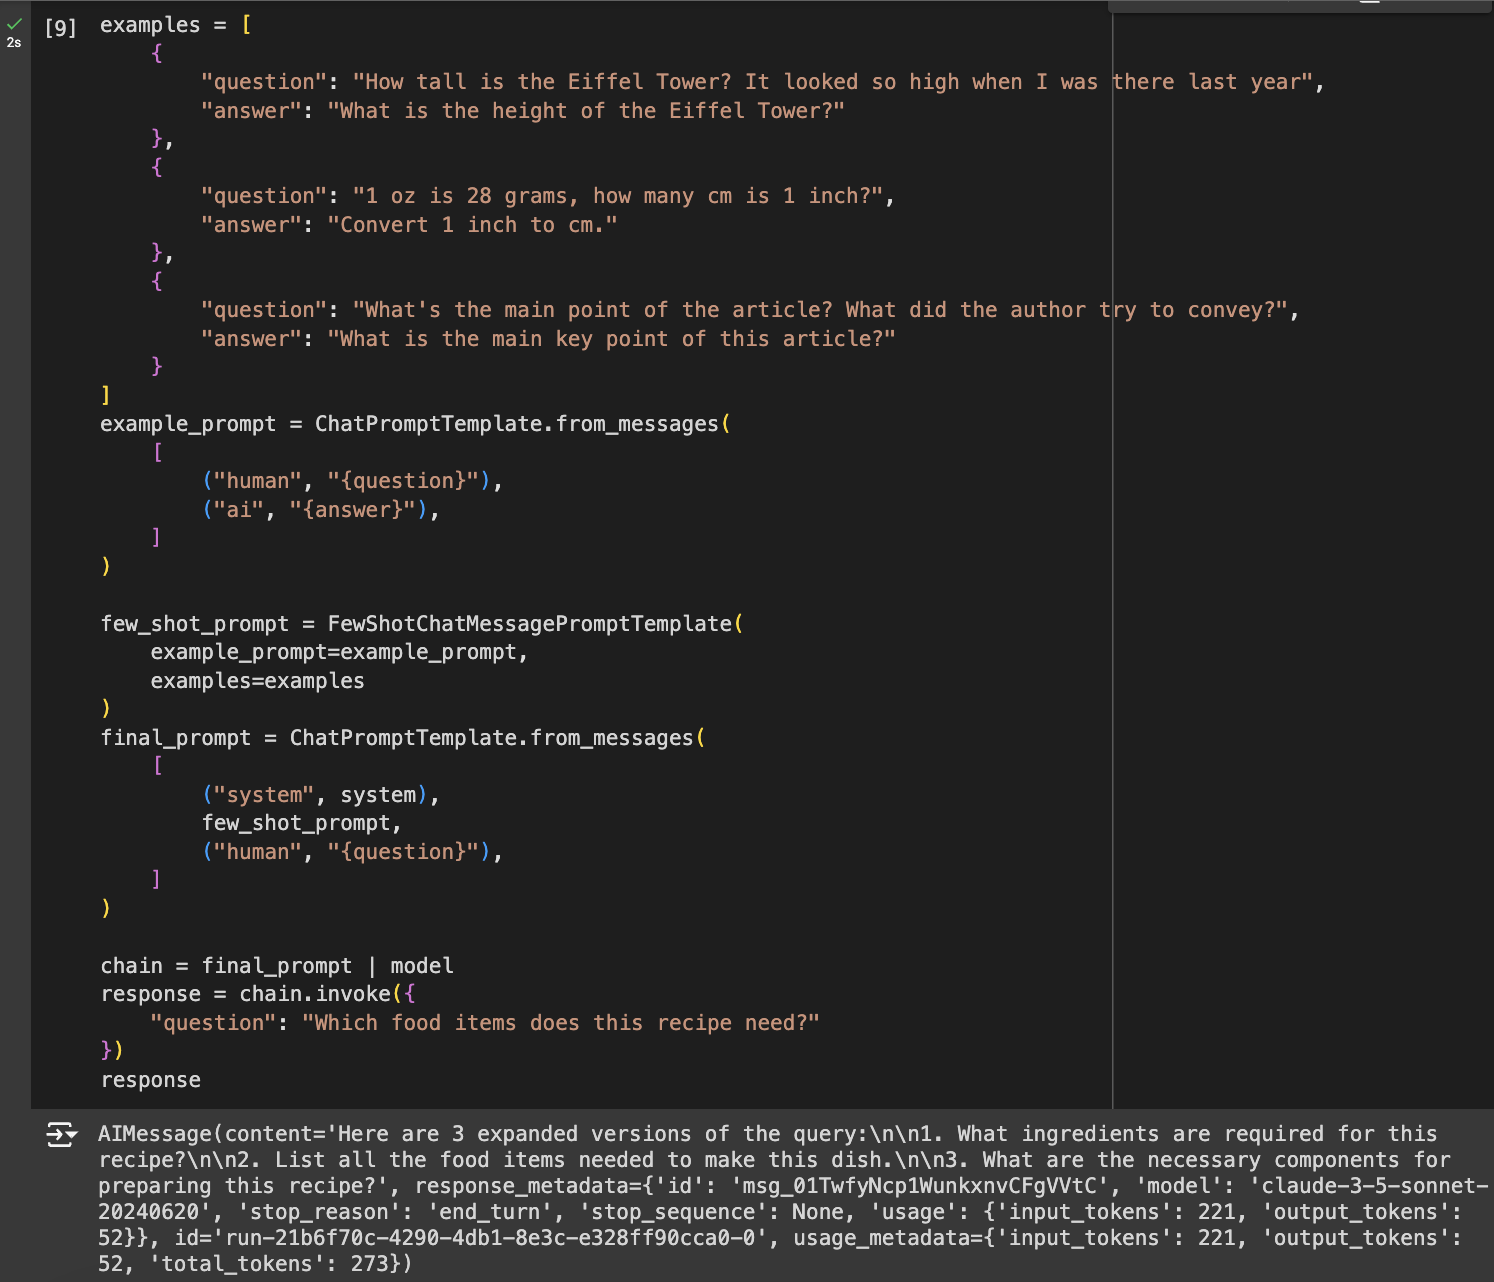 [9] examples = [
{
"question": "How tall is the Eiffel Tower? It looked so high when I was there last year",
"answer": "What is the height of the Eiffel Tower?"
},
{
"question": "1 oz is 28 grams, how many cm is 1 inch?",
"answer": "Convert 1 inch to cm."
},
{
"question": "What's the main point of the article? What did the author try to convey?",
"answer": "What is the main key point of this article?"
}
]
2s
example_prompt = ChatPromptTemplate.from_messages(
[
("human", "{question}"),
("ai", "{answer}"),
]
)
few_shot_prompt = FewShotChatMessagePromptTemplate(
example_prompt=example_prompt,
examples=examples
)
final_prompt = ChatPromptTemplate.from_messages(
[
("system", system),
few_shot_prompt,
("human", "{question}"),
]
)
chain = final_prompt | model
response = chain.invoke({
"question": "Which food items does this recipe need?"
})
response
AIMessage(content='Here are 3 expanded versions of the query:\n\n1. What ingredients are required for this
recipe?\n\n2. List all the food items needed to make this dish.\n\n3. What are the necessary components for
preparing this recipe?', response_metadata={'id': 'msg_01TwfyNcp1WunkxnvCFgVVtC', 'model': 'claude-3-5-sonnet-
20240620', 'stop_reason': 'end_turn', 'stop_sequence': None, 'usage': {'input_tokens': 221, 'output_tokens':
52}}, id='run-21b6f70c-4290-4db1-8e3c-e328ff90cca0-0', usage_metadata={'input_tokens': 221, 'output_tokens':
52, 'total_tokens': 273})